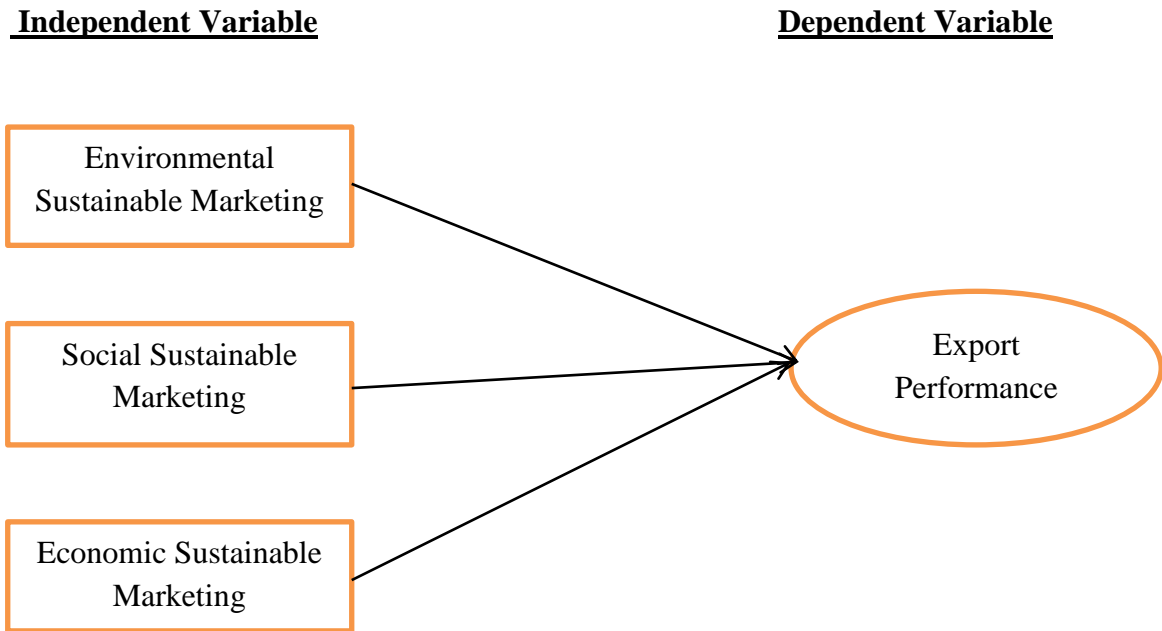 Independent Variable
Dependent Variable
Environmental
Sustainable Marketing
Social Sustainable
Marketing
Export
Performance
Economic Sustainable
Marketing